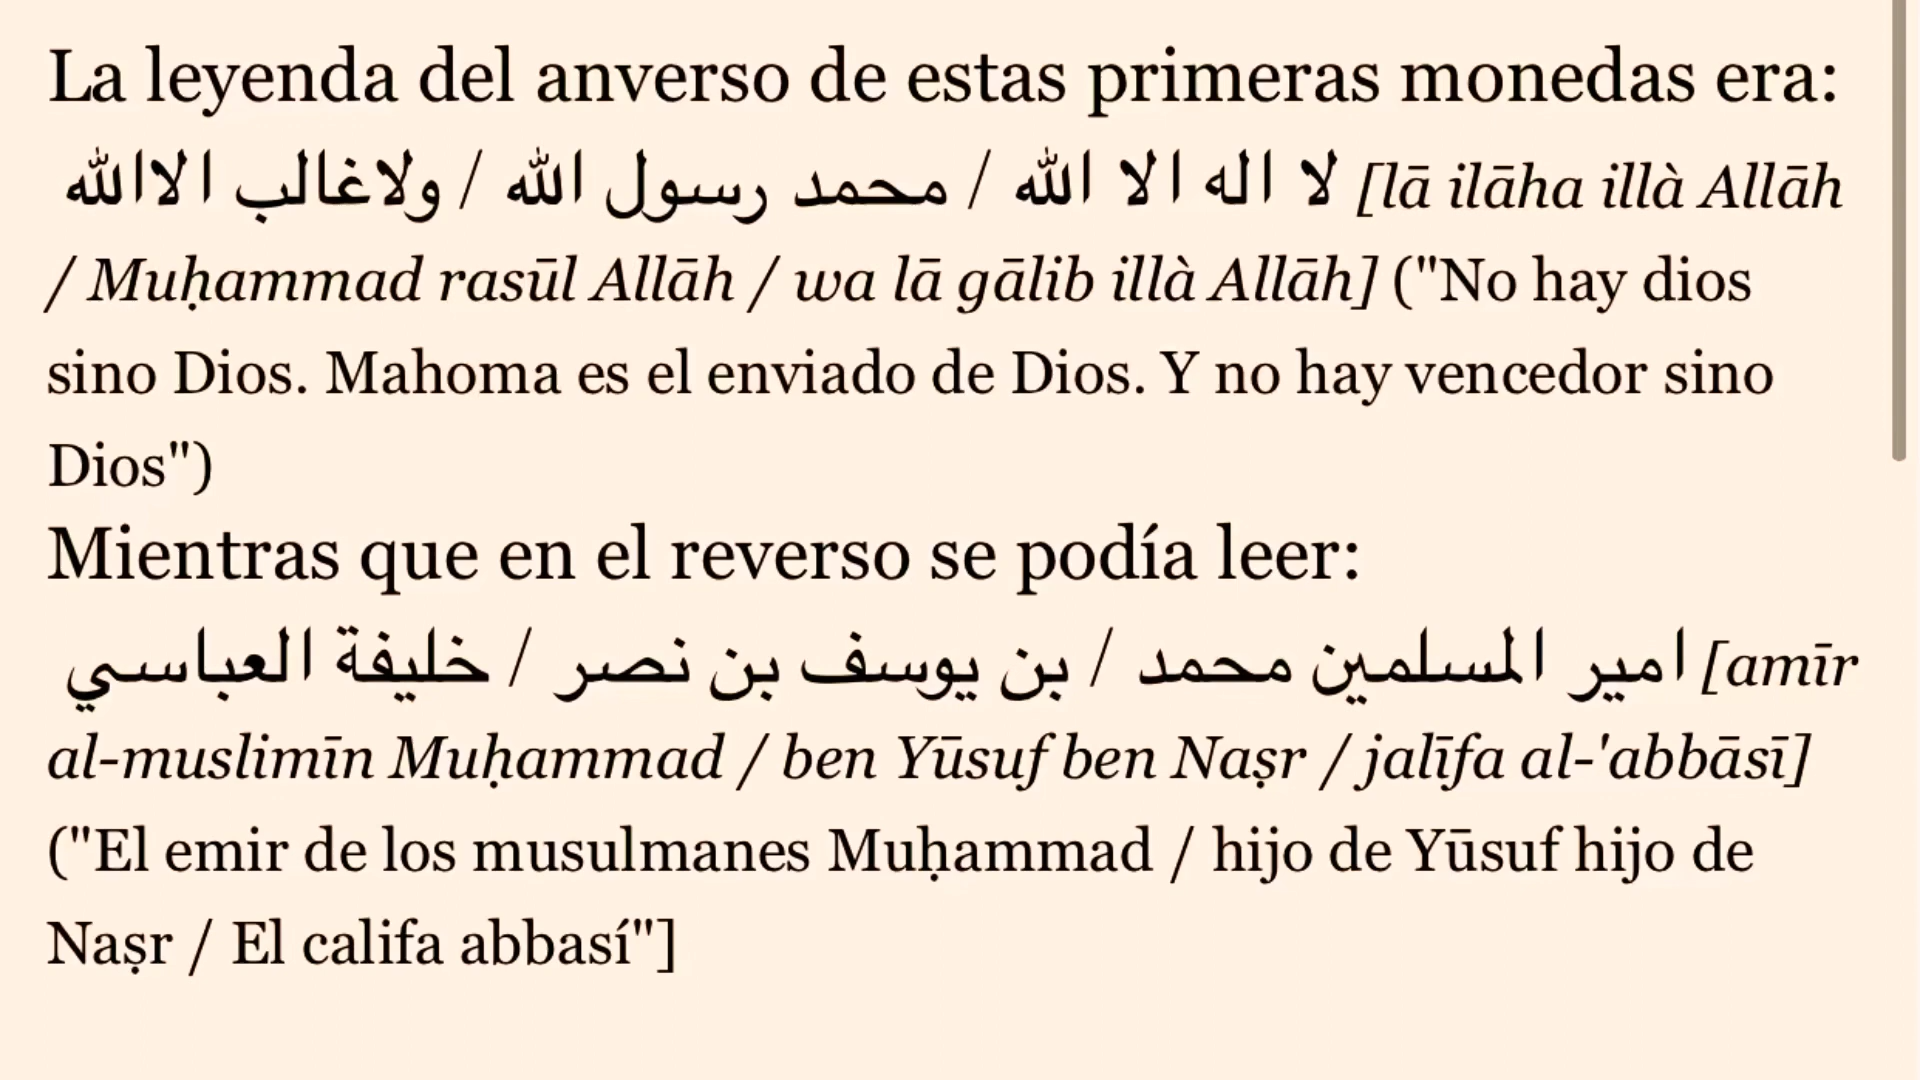 La leyenda del anverso de estas primeras monedas era:
لا اله الا الله / محمد رسول الله / ولاغالب الاالله [lā ilāha illà Allāh
/ Muḥammad rasūl Allāh / wa lā gālib illà Allāh] ("No hay dios
sino Dios. Mahoma es el enviado de Dios. Y no hay vencedor sino
Dios")
Mientras que en el reverso se podía leer:
امير المسلمين محمد / بن يوسف بن نصر / خليفة العباسي [amīr
al-muslimīn Muḥammad / ben Yūsuf ben Naṣr / jalīfa al-'abbāsī]
("El emir de los musulmanes Muḥammad / hijo de Yūsuf hijo de
Naṣr / El califa abbasí"]